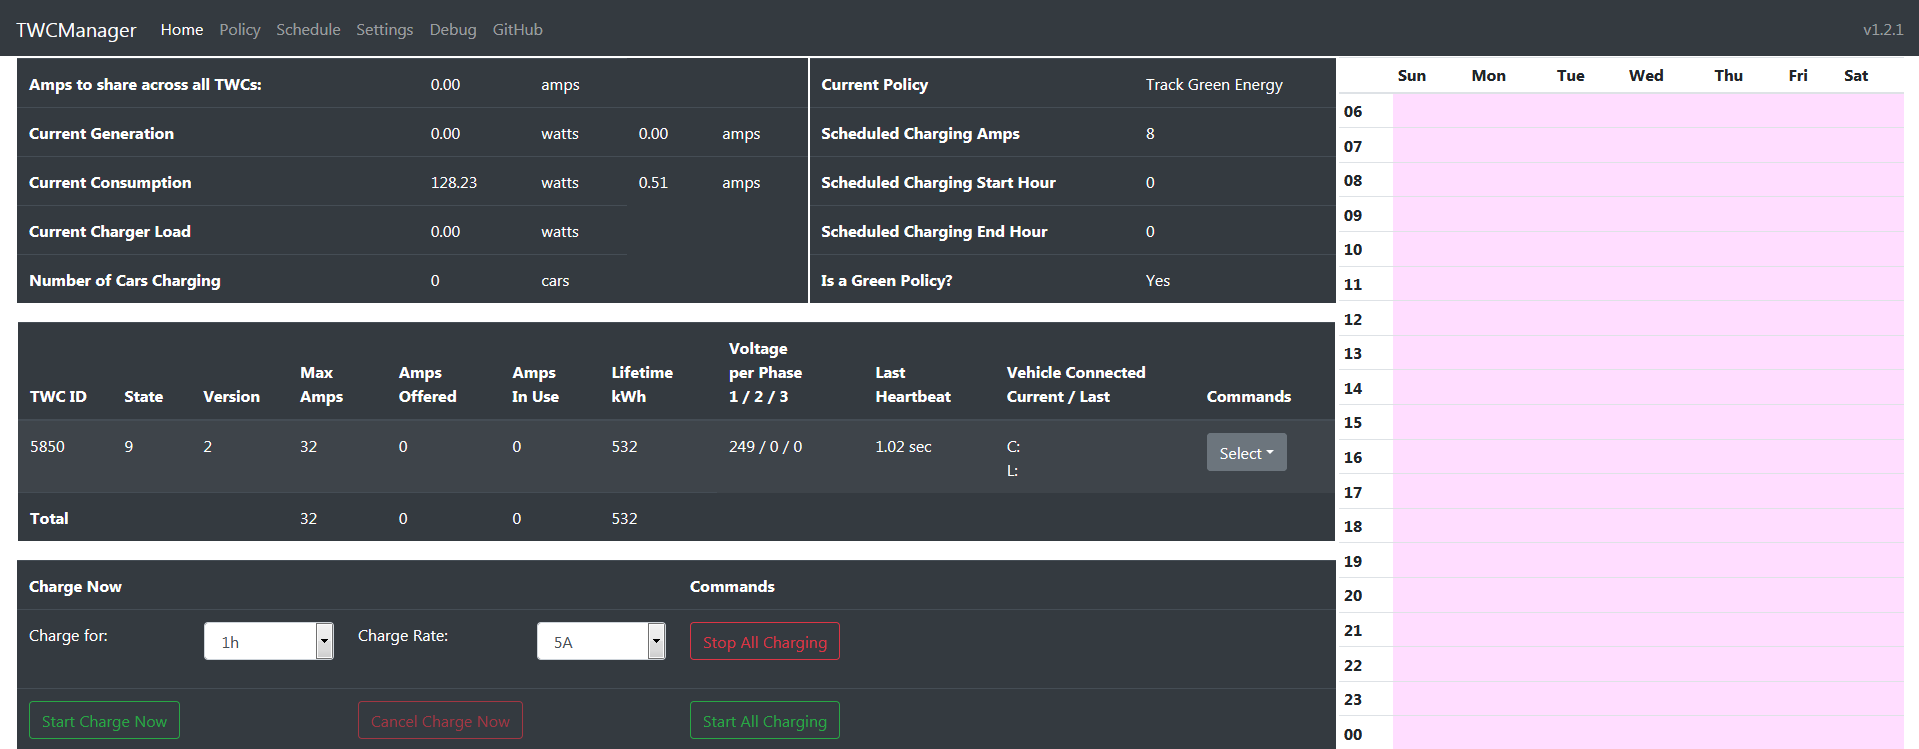 TWCManager Home Policy Schedule Settings Debug GitHub v1.2.1
Amps to share across all TWCs: 0.00 amps
Current Generation 0.00 watts 0.00 amps
Current Consumption 128.23 watts 0.51 amps
Current Charger Load 0.00 watts
Number of Cars Charging 0 cars
Current Policy Track Green Energy
Scheduled Charging Amps 8
Scheduled Charging Start Hour 0
Scheduled Charging End Hour 0
Is a Green Policy? Yes
TWC ID State Version Max Amps Amps Offered Amps In Use Lifetime kWh Voltage per Phase 1 / 2 / 3 Last Heartbeat Vehicle Connected Current / Last Commands
5850 9 2 32 0 0 532 249 / 0 / 0 1.02 sec C: Select
L:
Total 32 0 0 532
Charge Now Commands
Charge for: 1h Charge Rate: 5A Stop All Charging
Start Charge Now Cancel Charge Now Start All Charging
Sun Mon Tue Wed Thu Fri Sat
06
07
08
09
10
11
12
13
14
15
16
17
18
19
20
21
22
23
00